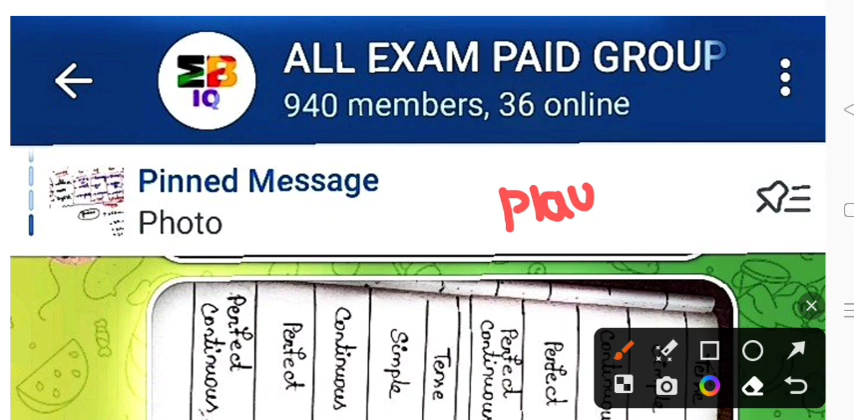 ALL EXAM PAID GROUP
IQ
940 members, 36 online
Pinned Message
Photo
Plau
Perfect Continuous
Perfect
Continuous
Simple
Tense
Perfect Continuous
Perfect